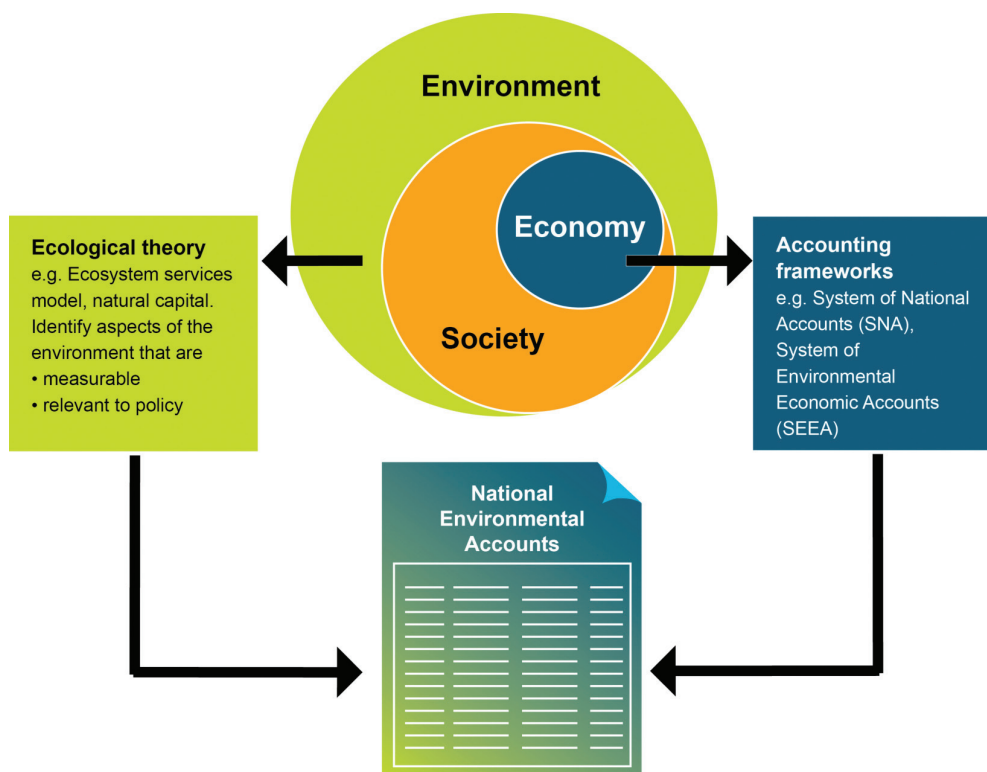 Environment
Economy
Society
Ecological theory
e.g. Ecosystem services
model, natural capital.
Identify aspects of the
environment that are
• measurable
• relevant to policy
Accounting
frameworks
e.g. System of National
Accounts (SNA),
System of
Environmental
Economic Accounts
(SEEA)
National
Environmental
Accounts